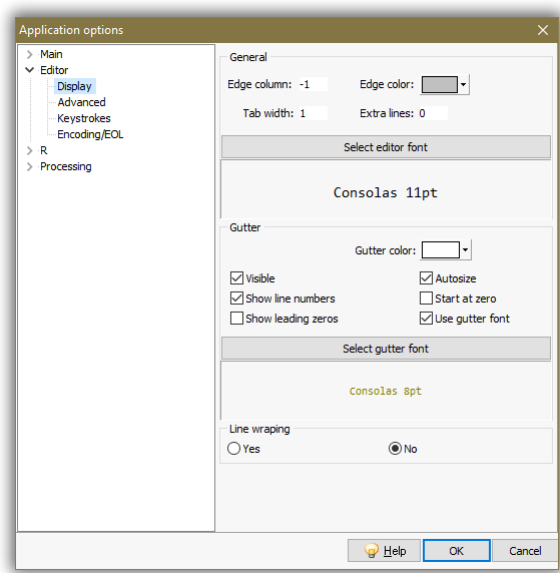 Application options
Main
Editor
Display
Advanced
Keystrokes
Encoding/EOL
R
Processing
General
Edge column: -1 Edge color:
Tab width: 1 Extra lines: 0
Select editor font
Consolas 11pt
Gutter
Gutter color:
Visible Autosize
Show line numbers Start at zero
Show leading zeros Use gutter font
Select gutter font
Consolas 8pt
Line wraping
Yes No
Help OK Cancel